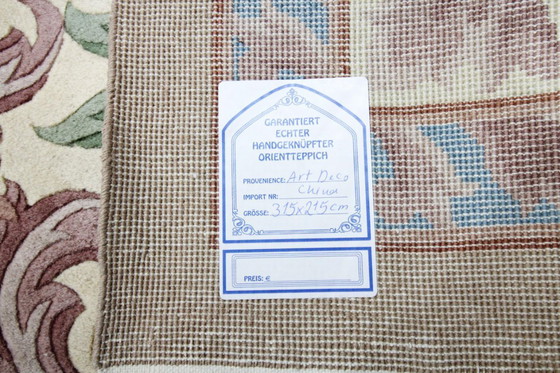 GARANTIERT
ECHTER
HANDGEKNÜPFTER
ORIENTTEPPICH
PROVENIENCE: Art Deco
China
IMPORT NR:
GRÖSSE: 315x215cm
PREIS: €